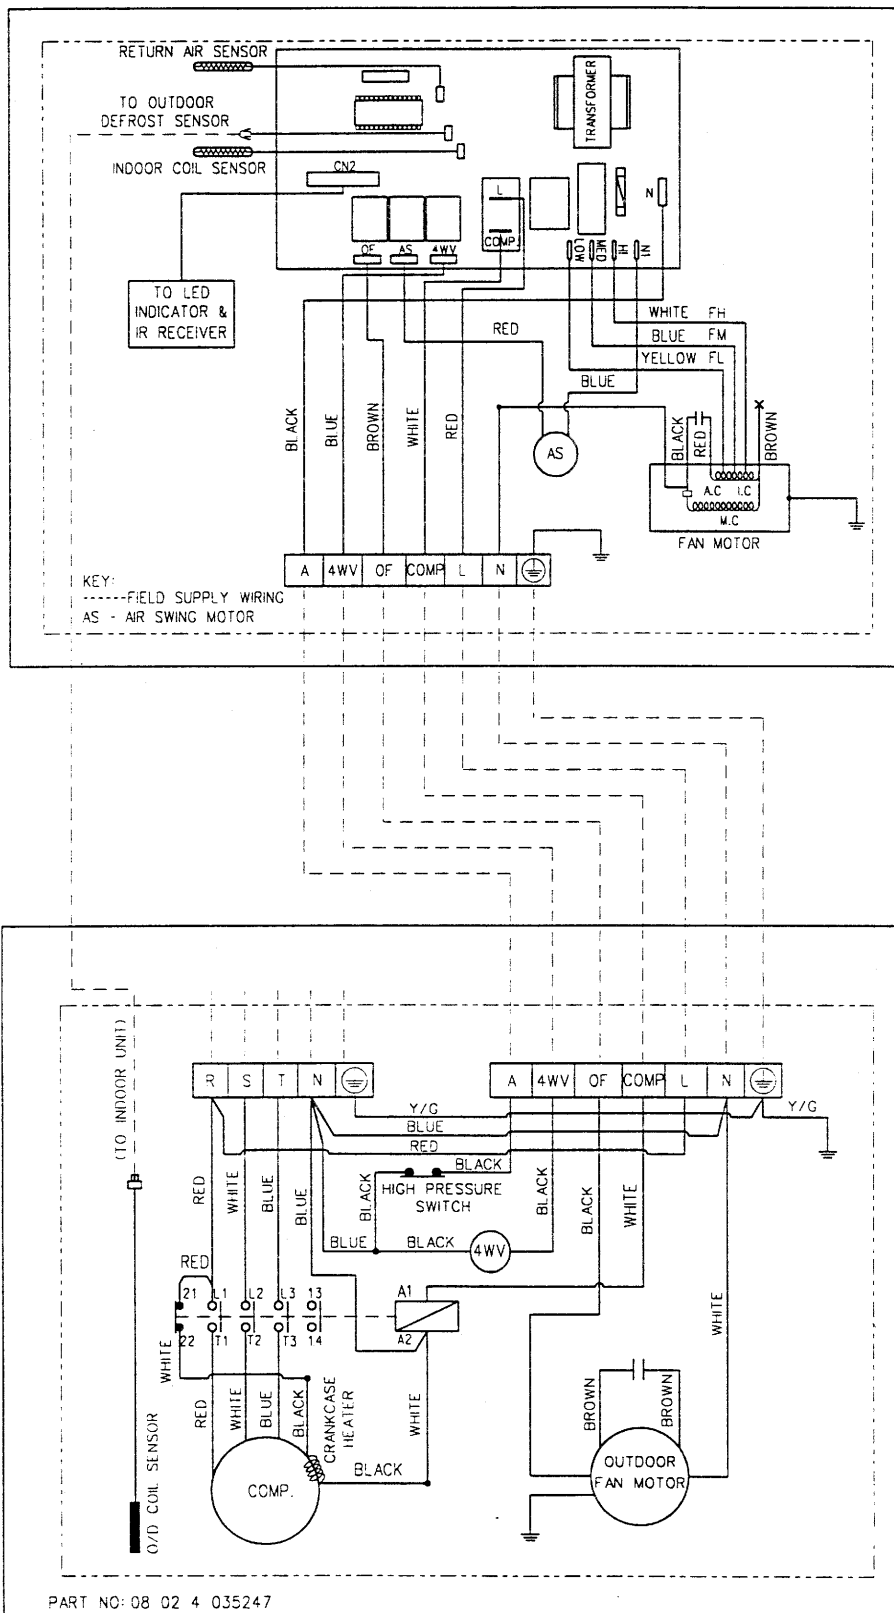 RETURN AIR SENSOR
TO OUTDOOR
DEFROST SENSOR
INDOOR COIL SENSOR
TRANSFORMER
CN2
L
N
COMP.
OF
AS
4WV
LOW
MED
HI
N1
TO LED
INDICATOR &
IR RECEIVER
WHITE FH
RED
BLUE FM
YELLOW FL
BLUE
BLACK
BLUE
BROWN
WHITE
RED
AS
BLACK
RED
BROWN
A.C
I.C
M.C
FAN MOTOR
A
4WV
OF
COMP
L
N
KEY:
------FIELD SUPPLY WIRING
AS - AIR SWING MOTOR
(TO INDOOR UNIT)
R
S
T
N
A
4WV
OF
COMP
L
N
Y/G
Y/G
BLUE
RED
BLACK
HIGH PRESSURE
SWITCH
RED
WHITE
BLUE
BLUE
BLACK
BLACK
BLACK
WHITE
BLUE
BLACK
4WV
RED
21
L1
L2
L3
13
A1
22
T1
T2
T3
14
A2
WHITE
WHITE
RED
WHITE
BLUE
BLACK
CRANKCASE
HEATER
WHITE
BROWN
BROWN
COMP.
BLACK
OUTDOOR
FAN MOTOR
O/D COIL SENSOR
PART NO: 08 02 4 035247